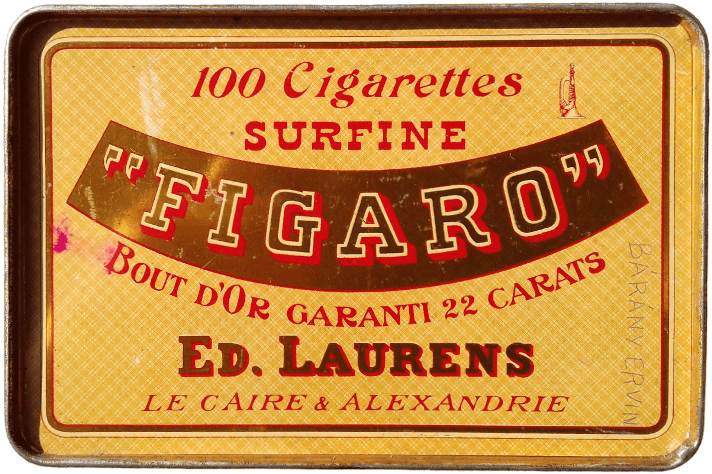 100 Cigarettes
SURFINE
"FIGARO"
BOUT D'OR GARANTI 22 CARATS
ED. LAURENS
LE CAIRE & ALEXANDRIE
BÁRÁNY ERVIN